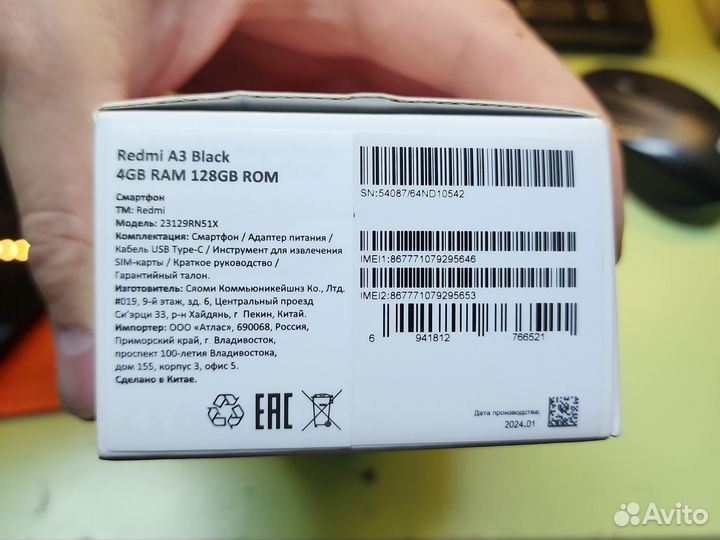 Redmi A3 Black
4GB RAM 128GB ROM
Смартфон
TM: Redmi
Модель: 23129RN51X
Комплектация: Смартфон / Адаптер питания /
Кабель USB Type-C / Инструмент для извлечения
SIM-карты / Краткое руководство /
Гарантийный талон.
Изготовитель: Сяоми Коммьюникейшнз Ко., Лтд.
#019, 9-й этаж, зд. 6, Центральный проезд
Си'эрци 33, р-н Хайдянь, г Пекин, Китай.
Импортер: ООО «Атлас», 690068, Россия,
Приморский край, г. Владивосток,
проспект 100-летия Владивостока,
дом 155, корпус 3, офис 5.
Сделано в Китае.
EAC
SN:54087/64ND10542
IMEI1:867771079295646
IMEI2:867771079295653
6 941812 766521
Дата производства:
2024.01
Avito